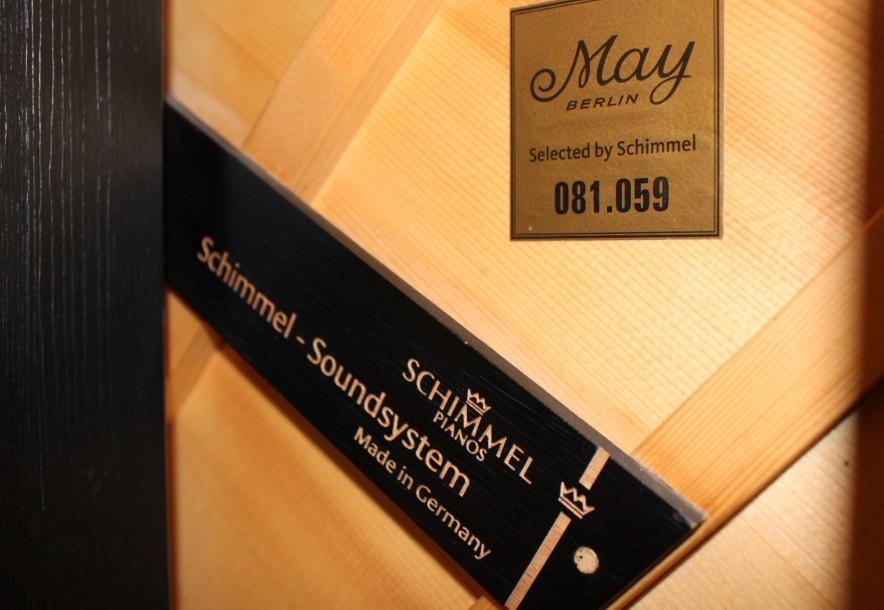 May
BERLIN
Selected by Schimmel
081.059
SCHIMMEL
PIANOS
Schimmel - Soundsystem
Made in Germany